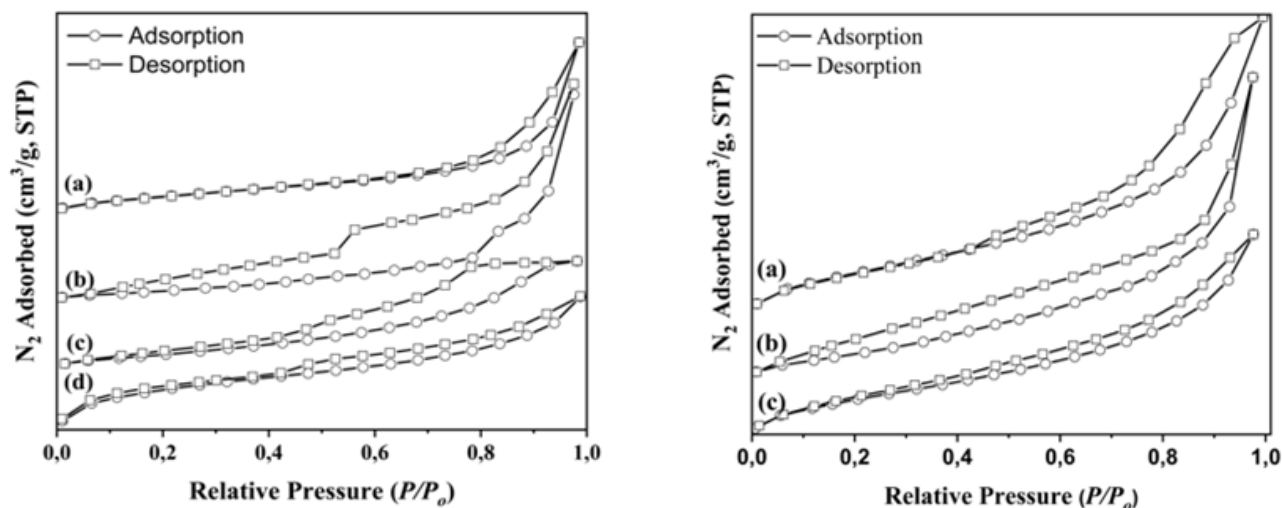 Adsorption
Desorption
N₂ Adsorbed (cm³/g, STP)
(a)
(b)
(c)
(d)
0,0 0,2 0,4 0,6 0,8 1,0
Relative Pressure (P/Pₒ)
Adsorption
Desorption
N₂ Adsorbed (cm³/g, STP)
(a)
(b)
(c)
0,0 0,2 0,4 0,6 0,8 1,0
Relative Pressure (P/Pₒ)